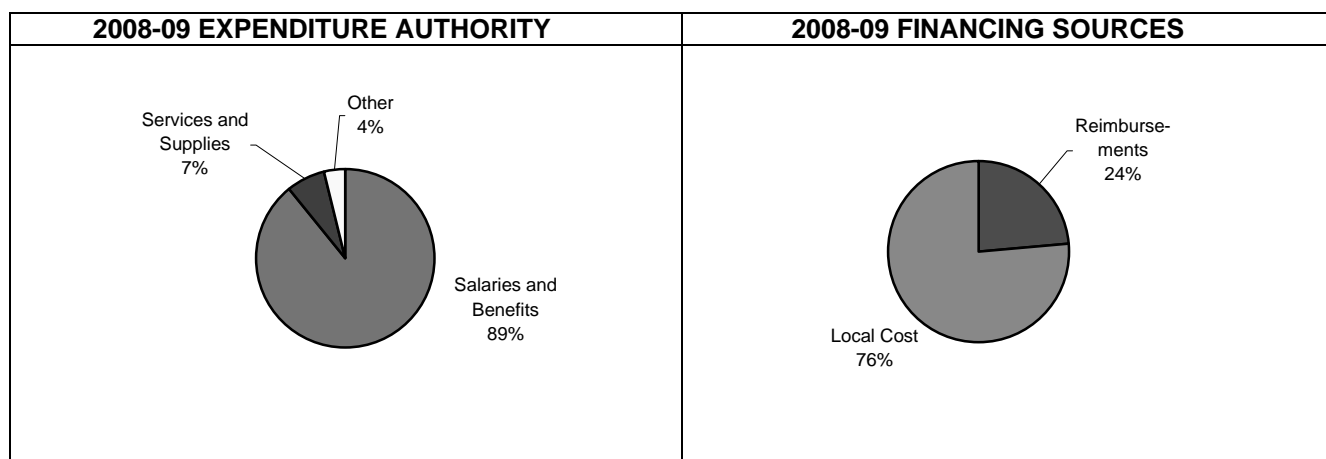 2008-09 EXPENDITURE AUTHORITY
2008-09 FINANCING SOURCES
Other
4%
Services and
Supplies
7%
Salaries and
Benefits
89%
Reimburse-
ments
24%
Local Cost
76%